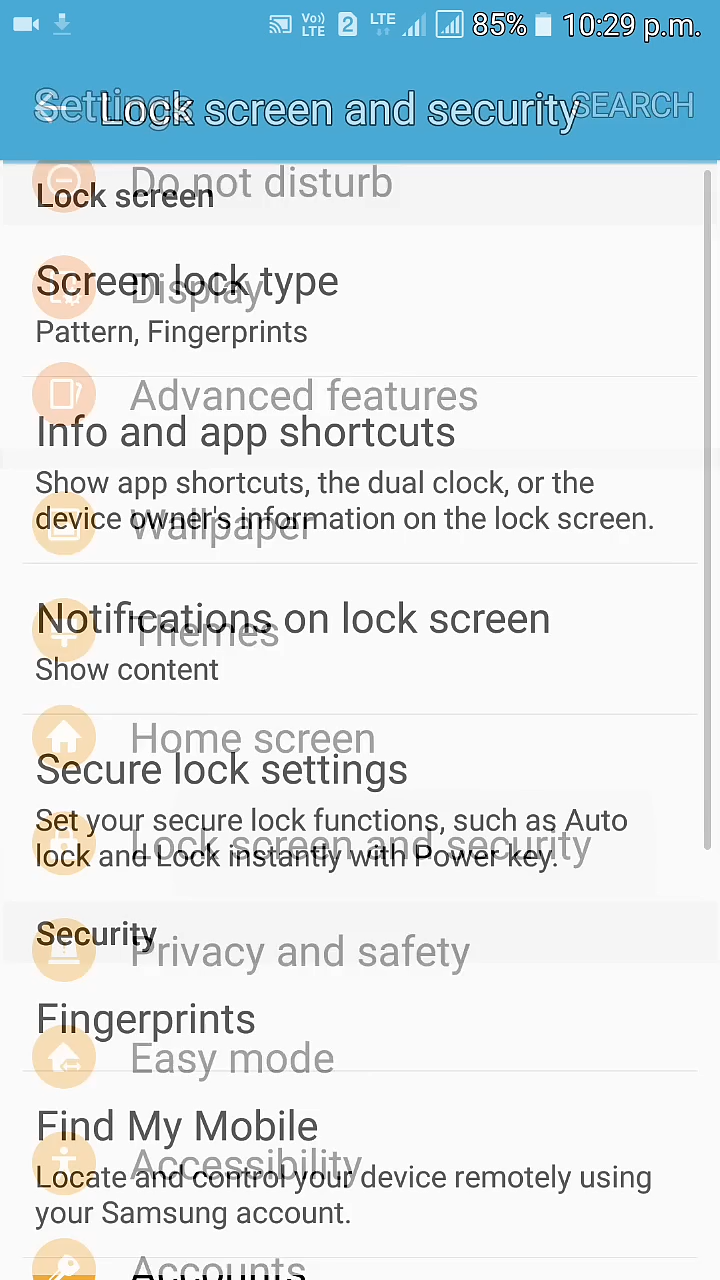 Vo)) LTE 2 LTE 85% 10:29 p.m.
Settings
Lock screen and security
SEARCH
Do not disturb
Lock screen
Screen lock type
Display
Pattern, Fingerprints
Advanced features
Info and app shortcuts
Show app shortcuts, the dual clock, or the
device owner's information on the lock screen.
Wallpaper
Notifications on lock screen
Themes
Show content
Home screen
Secure lock settings
Set your secure lock functions, such as Auto
lock and Lock instantly with Power key.
Lock screen and security
Security
Privacy and safety
Fingerprints
Easy mode
Find My Mobile
Accessibility
Locate and control your device remotely using
your Samsung account.
Accounts